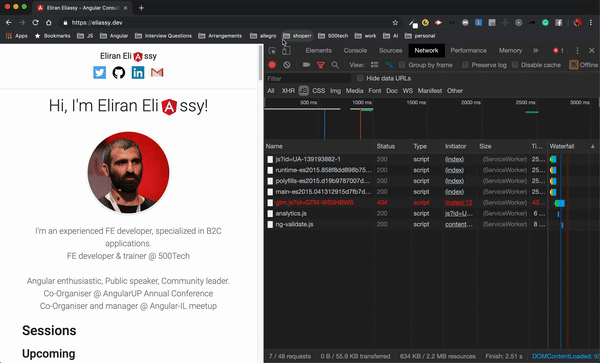 Eliran Eliassy - Angular Consul
https://eliassy.dev
Apps
Bookmarks
JS
Angular
Interview Questions
Arrangements
allegro
shoperr
500tech
work
AI
personal
Eliran Eli ssy
Hi, I'm Eliran Eli ssy!
I'm an experienced FE developer, specialized in B2C
applications.
FE developer & trainer @ 500Tech
Angular enthusiastic, Public speaker, Community leader.
Co-Organiser @ AngularUP Annual Conference
Co-Organiser and manager @ Angular-IL meetup
Sessions
Upcoming
Elements Console Sources Network Performance Memory » 1
View: Group by frame Preserve log Disable cache Offline
Filter Hide data URLs
All XHR JS CSS Img Media Font Doc WS Manifest Other
500 ms 1000 ms 1500 ms 2000 ms 2500 ms 3000 ms
Name Status Type Initiator Size Ti... Waterfall
js?id=UA-139193882-1 200 script (index) (ServiceWorker) 25...
runtime-es2015.858f8dd898b75... 200 script (index) (ServiceWorker) 25...
polyfills-es2015.d19b9787007d... 200 script (index) (ServiceWorker) 25...
main-es2015.041312915d7fb7d... 200 script (index) (ServiceWorker) 25...
404 script (index):12 (ServiceWorker)
analytics.js 200 script js?id=U... (ServiceWorker) 6 ...
ng-validate.js 200 script content... (ServiceWorker) 8 ...
7 / 48 requests 0 B / 55.9 KB transferred 634 KB / 2.2 MB resources Finish: 2.51 s DOMContentLoaded: 5